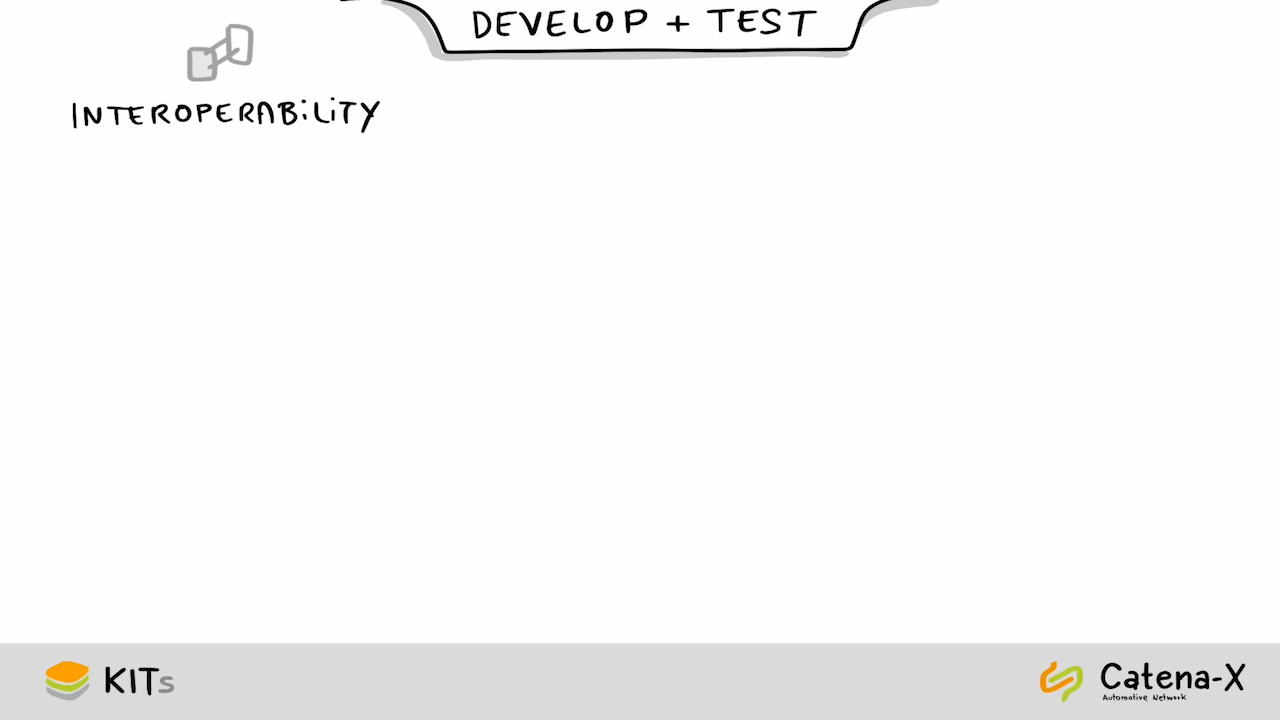 DEVELOP + TEST
INTEROPERABILITY
KITs
Catena-X
Automotive Network